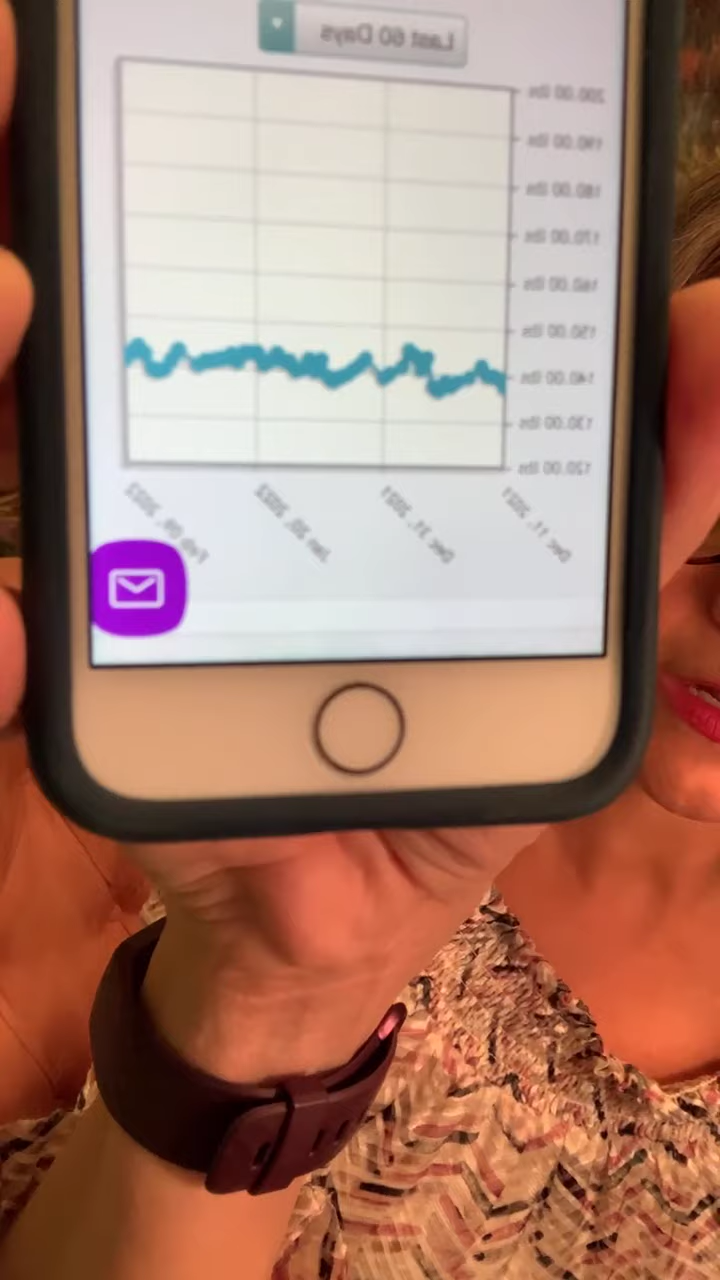 Last 60 Days
200.00 lbs
190.00 lbs
180.00 lbs
170.00 lbs
160.00 lbs
150.00 lbs
140.00 lbs
130.00 lbs
120.00 lbs
Dec 11, 2021
Dec 31, 2021
Jan 20, 2022
Feb 09, 2022